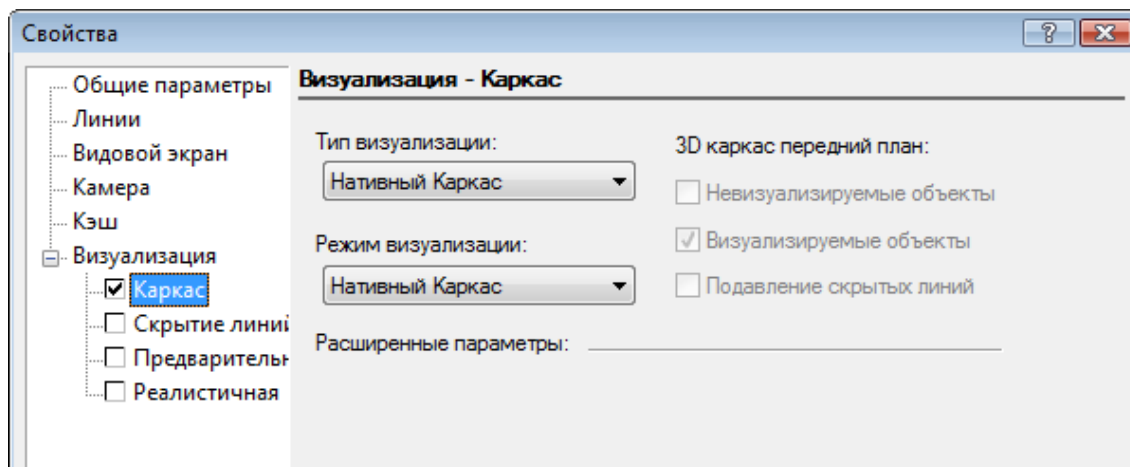 Свойства
Общие параметры
Линии
Видовой экран
Камера
Кэш
Визуализация
Каркас
Скрытие линий
Предварительн
Реалистичная
Визуализация - Каркас
Тип визуализации:
Нативный Каркас
Режим визуализации:
Нативный Каркас
3D каркас передний план:
Невизуализируемые объекты
Визуализируемые объекты
Подавление скрытых линий
Расширенные параметры: